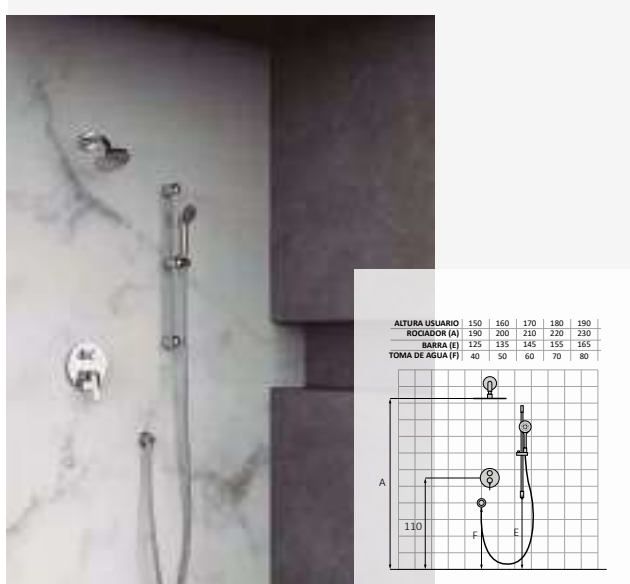 ALTURA USUARIO 150 160 170 180 190
ROCIADOR (A) 190 200 210 220 230
BARRA (E) 125 135 145 155 165
TOMA DE AGUA (F) 40 50 60 70 80
A
110
F
E